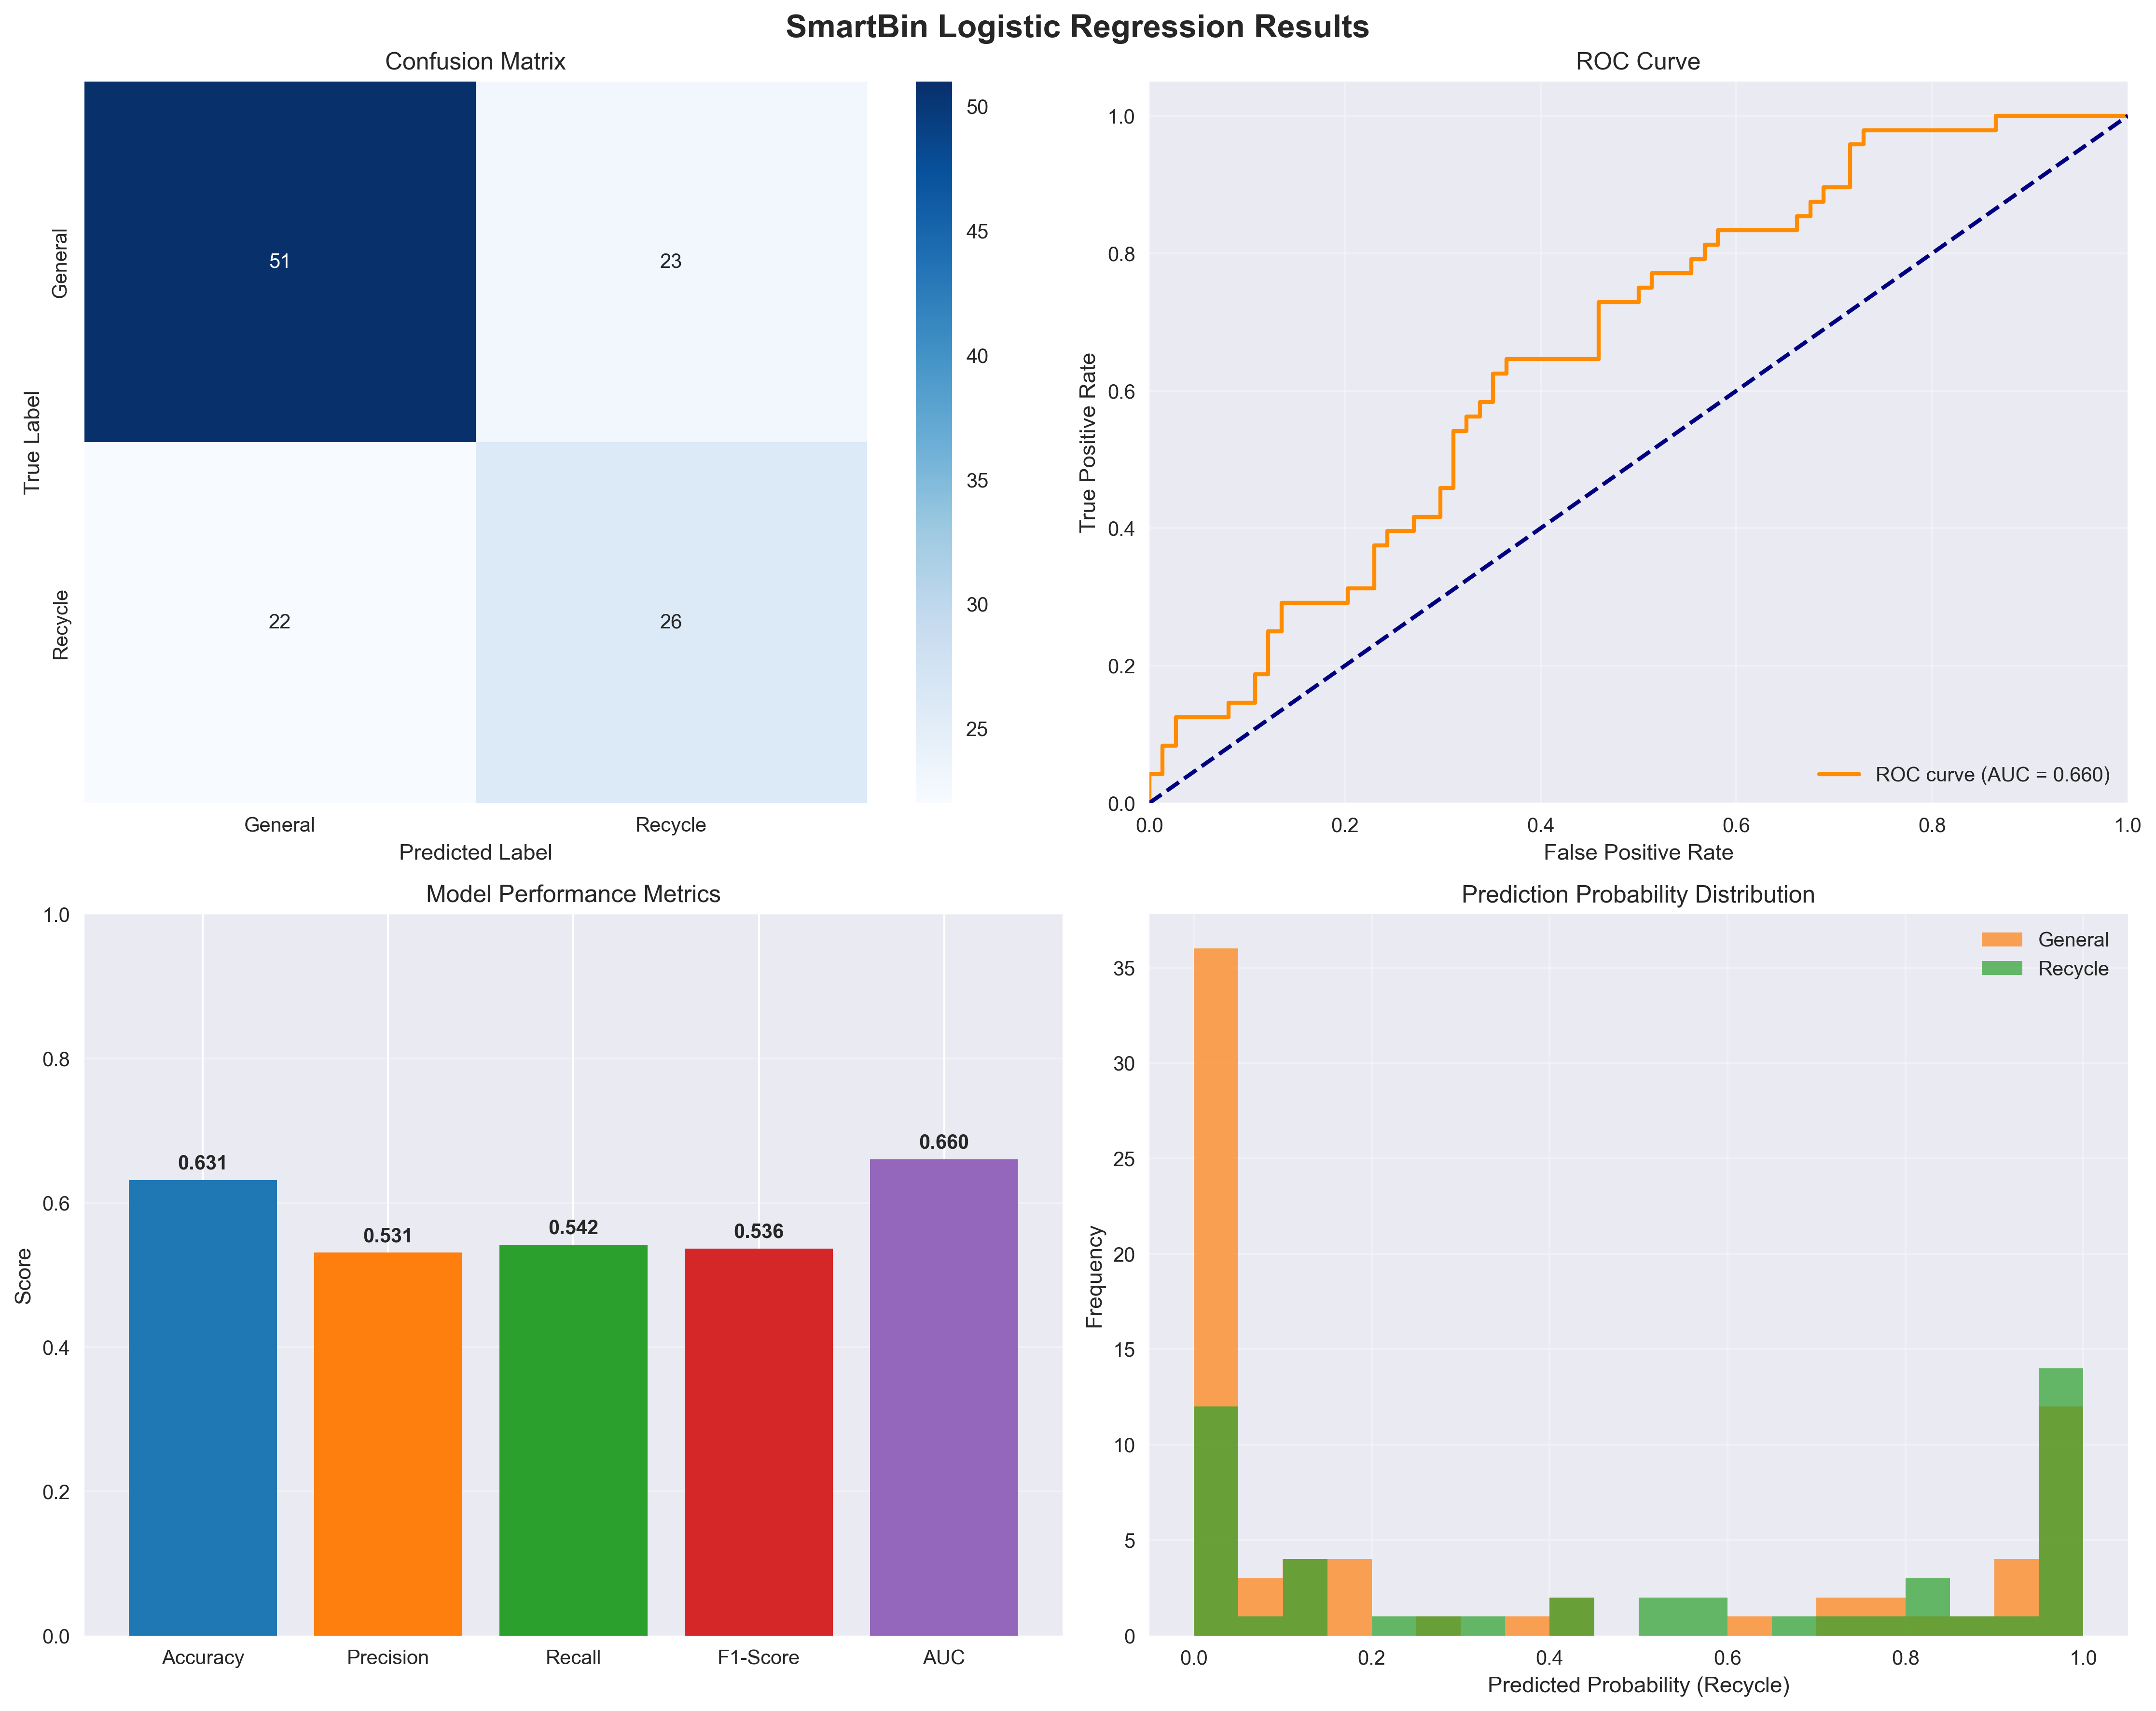 SmartBin Logistic Regression Results
Confusion Matrix
General
Recycle
True Label
51
23
22
26
General
Recycle
Predicted Label
50
45
40
35
30
25
ROC Curve
True Positive Rate
1.0
0.8
0.6
0.4
0.2
0.0
ROC curve (AUC = 0.660)
0.0
0.2
0.4
0.6
0.8
1.0
False Positive Rate
Model Performance Metrics
Score
1.0
0.8
0.6
0.4
0.2
0.0
0.631
0.531
0.542
0.536
0.660
Accuracy
Precision
Recall
F1-Score
AUC
Prediction Probability Distribution
General
Recycle
Frequency
35
30
25
20
15
10
5
0
0.0
0.2
0.4
0.6
0.8
1.0
Predicted Probability (Recycle)